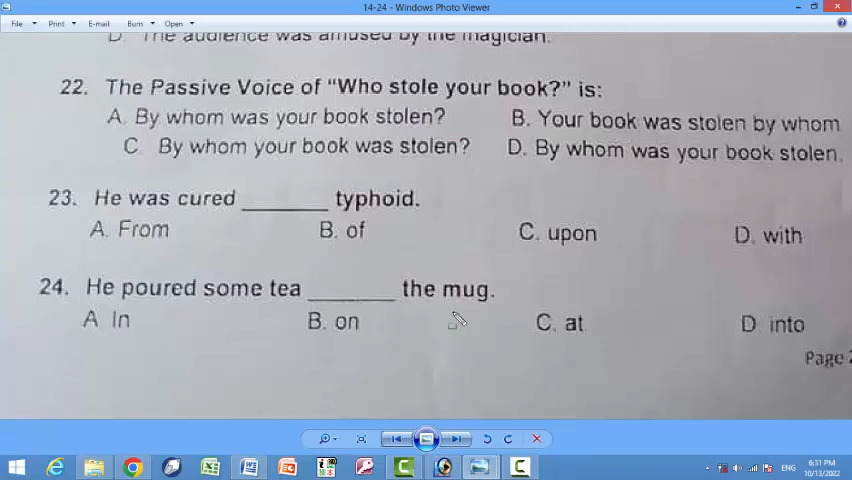 14-24 - Windows Photo Viewer
File Print E-mail Burn Open
D. The audience was amused by the magician.
22. The Passive Voice of “Who stole your book?” is:
A. By whom was your book stolen? B. Your book was stolen by whom
C. By whom your book was stolen? D. By whom was your book stolen.
23. He was cured ________ typhoid.
A. From B. of C. upon D. with
24. He poured some tea ________ the mug.
A In B. on C. at D into
Page 2
ENG 6:31 PM
10/13/2022